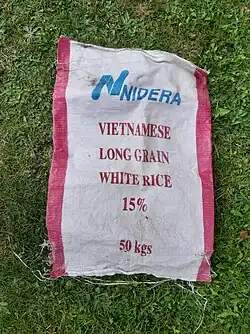 NIDERA
VIETNAMESE
LONG GRAIN
WHITE RICE
15%
50 kgs